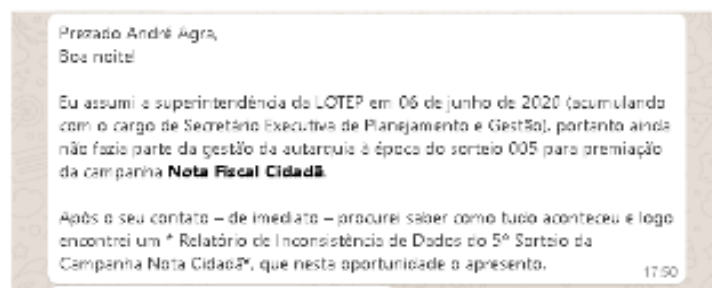 Prezado André Agra,
Boa noite!
Eu assumi a superintendência da LOTEP em 06 de junho de 2020 (acumulando
com o cargo de Secretário Executiva de Planejamento e Gestão), portanto ainda
não fazia parte da gestão da autarquia à época do sorteio 005 para premiação
da campanha Nota Fiscal Cidadã.
Após o seu contato – de imediato – procurei saber como tudo aconteceu e logo
encontrei um * Relatório de Inconsistência de Dados do 5º Sorteio da
Campanha Nota Cidadã*, que nesta oportunidade o apresento.
17:50